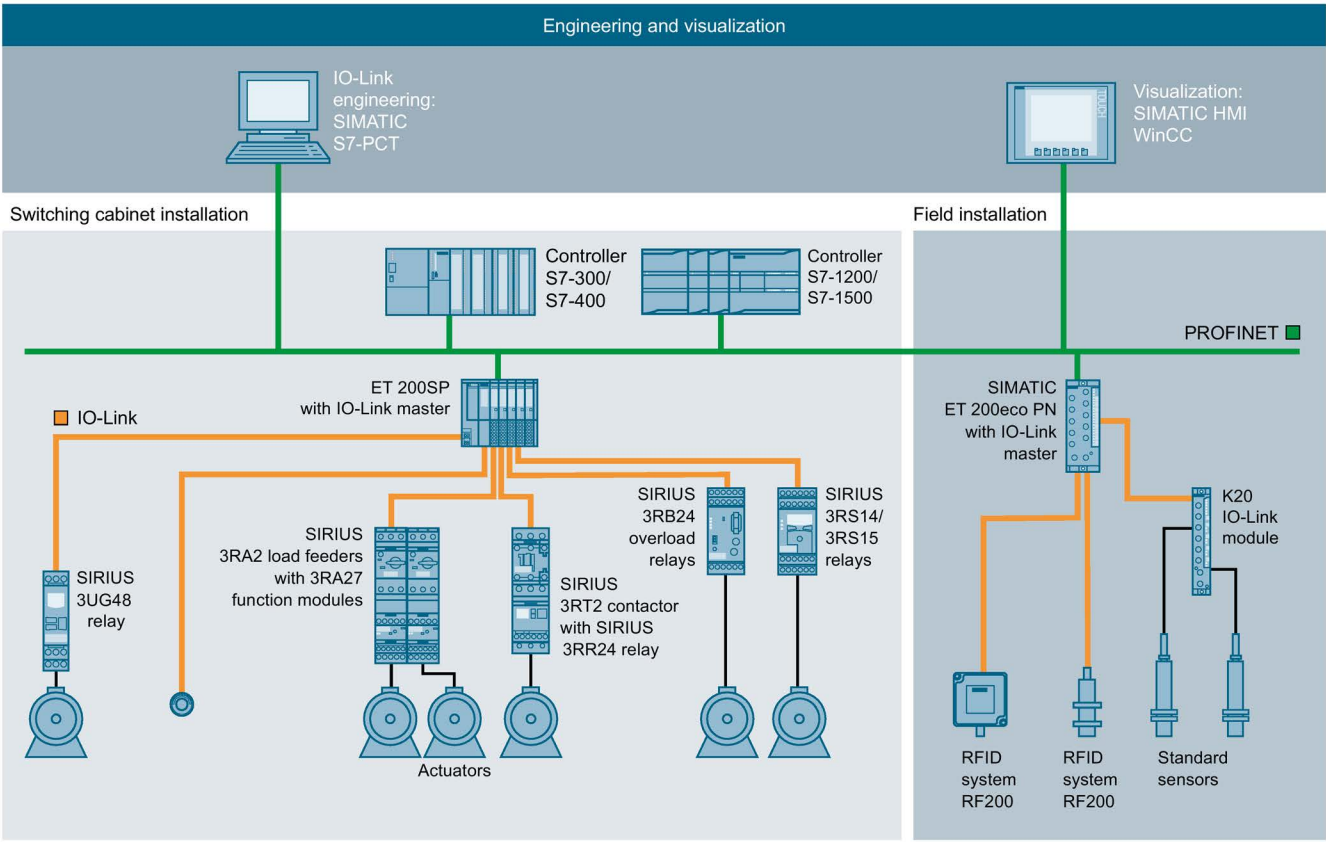 Engineering and visualization
IO-Link
engineering:
SIMATIC
S7-PCT
Visualization:
SIMATIC HMI
WinCC
Switching cabinet installation
Field installation
Controller
S7-300/
S7-400
Controller
S7-1200/
S7-1500
PROFINET
ET 200SP
with IO-Link master
SIMATIC
ET 200eco PN
with IO-Link
master
IO-Link
SIRIUS
3UG48
relay
SIRIUS
3RA2 load feeders
with 3RA27
function modules
SIRIUS
3RT2 contactor
with SIRIUS
3RR24 relay
SIRIUS
3RB24
overload
relays
SIRIUS
3RS14/
3RS15
relays
K20
IO-Link
module
Actuators
RFID
system
RF200
RFID
system
RF200
Standard
sensors